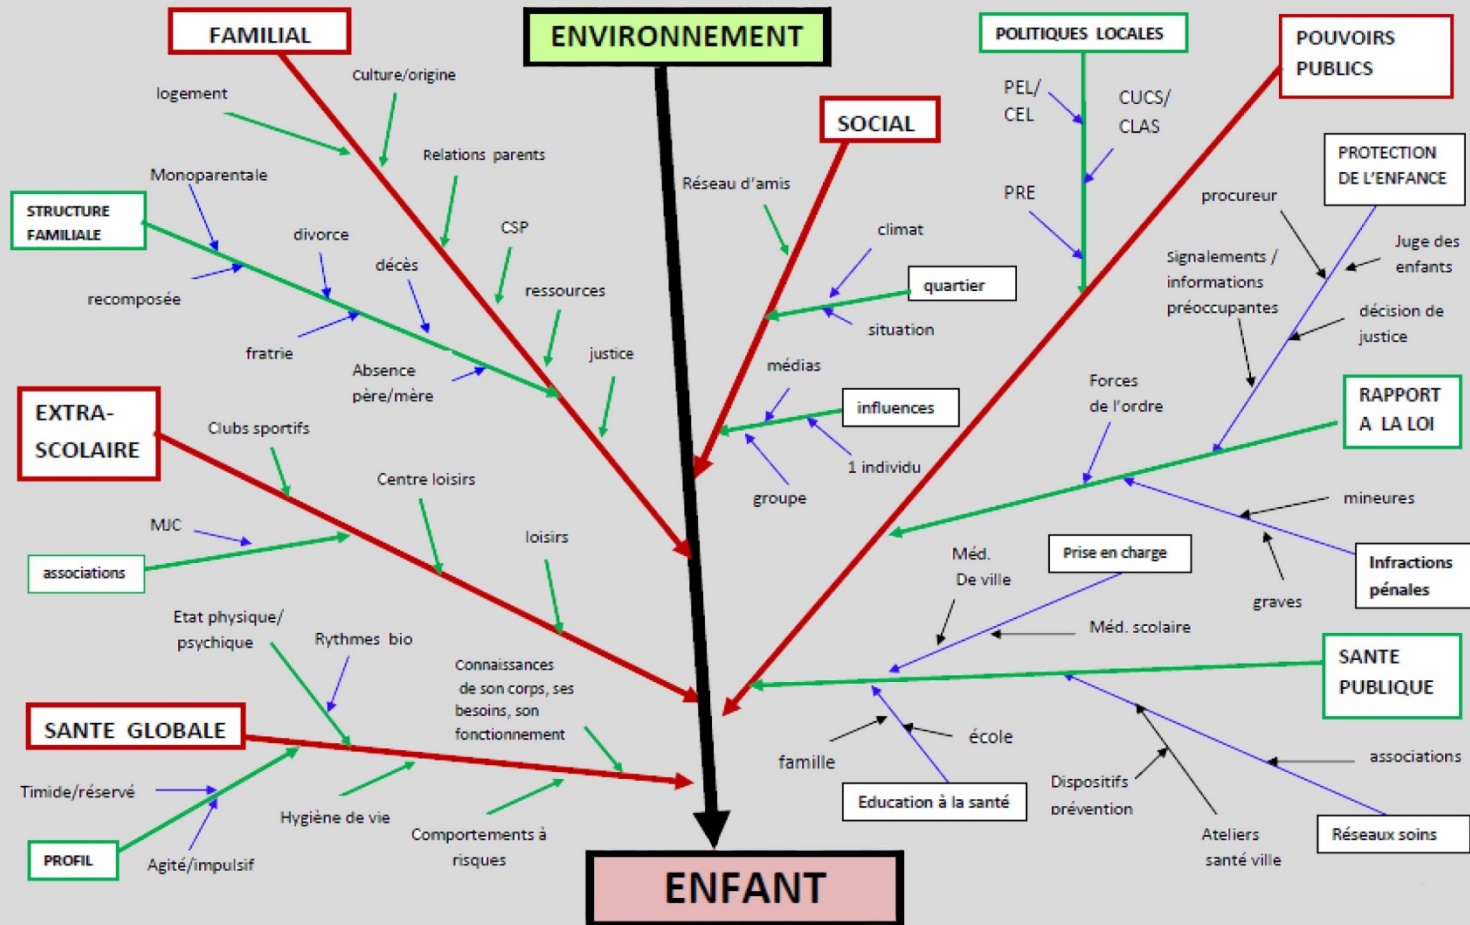 FAMILIAL
ENVIRONNEMENT
POLITIQUES LOCALES
POUVOIRS
PUBLICS
Culture/origine
logement
PEL/
CEL
CUCS/
CLAS
SOCIAL
Relations parents
Monoparentale
Réseau d'amis
PRE
PROTECTION
DE L'ENFANCE
procureur
STRUCTURE
FAMILIALE
divorce
CSP
climat
Juge des
enfants
Signalements /
informations
préoccupantes
décès
recomposée
ressources
quartier
situation
décision de
justice
fratrie
justice
Absence
père/mère
médias
Forces
de l'ordre
RAPPORT
A LA LOI
EXTRA-
SCOLAIRE
Clubs sportifs
influences
1 individu
groupe
Centre loisirs
mineures
MJC
loisirs
associations
Méd.
De ville
Prise en charge
Infractions
pénales
graves
Etat physique/
psychique
Rythmes bio
Méd. scolaire
Connaissances
de son corps, ses
besoins, son
fonctionnement
SANTE
PUBLIQUE
SANTE GLOBALE
école
famille
associations
Timide/réservé
Hygiène de vie
Dispositifs
prévention
Education à la santé
Comportements à
risques
Ateliers
santé ville
Réseaux soins
PROFIL
Agité/impulsif
ENFANT